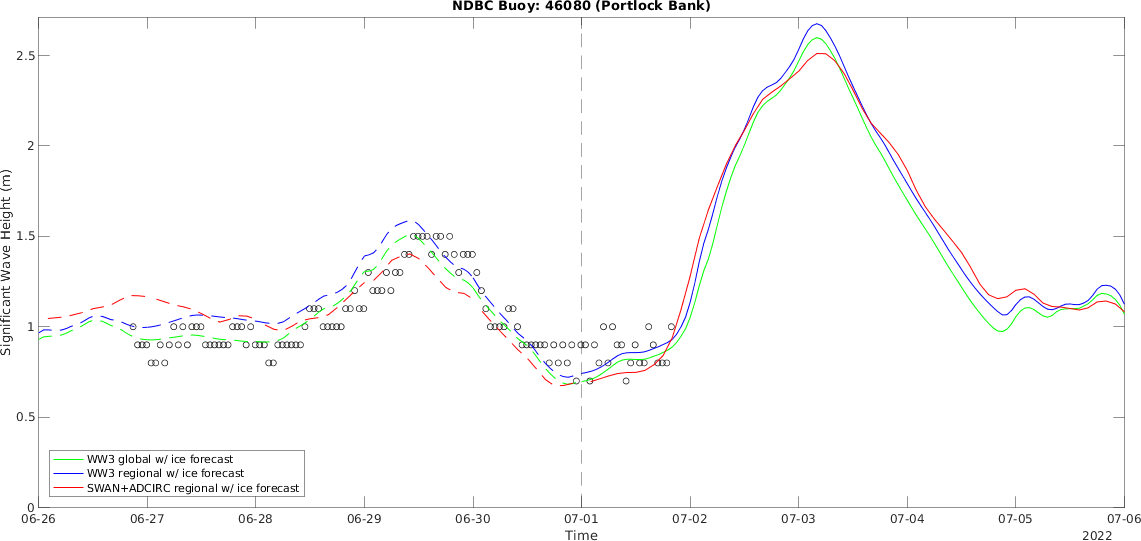 NDBC Buoy: 46080 (Portlock Bank)
Significant Wave Height (m)
2.5
2
1.5
1
0.5
0
WW3 global w/ ice forecast
WW3 regional w/ ice forecast
SWAN+ADCIRC regional w/ ice forecast
06-26 06-27 06-28 06-29 06-30 07-01 07-02 07-03 07-04 07-05 07-06
Time
2022